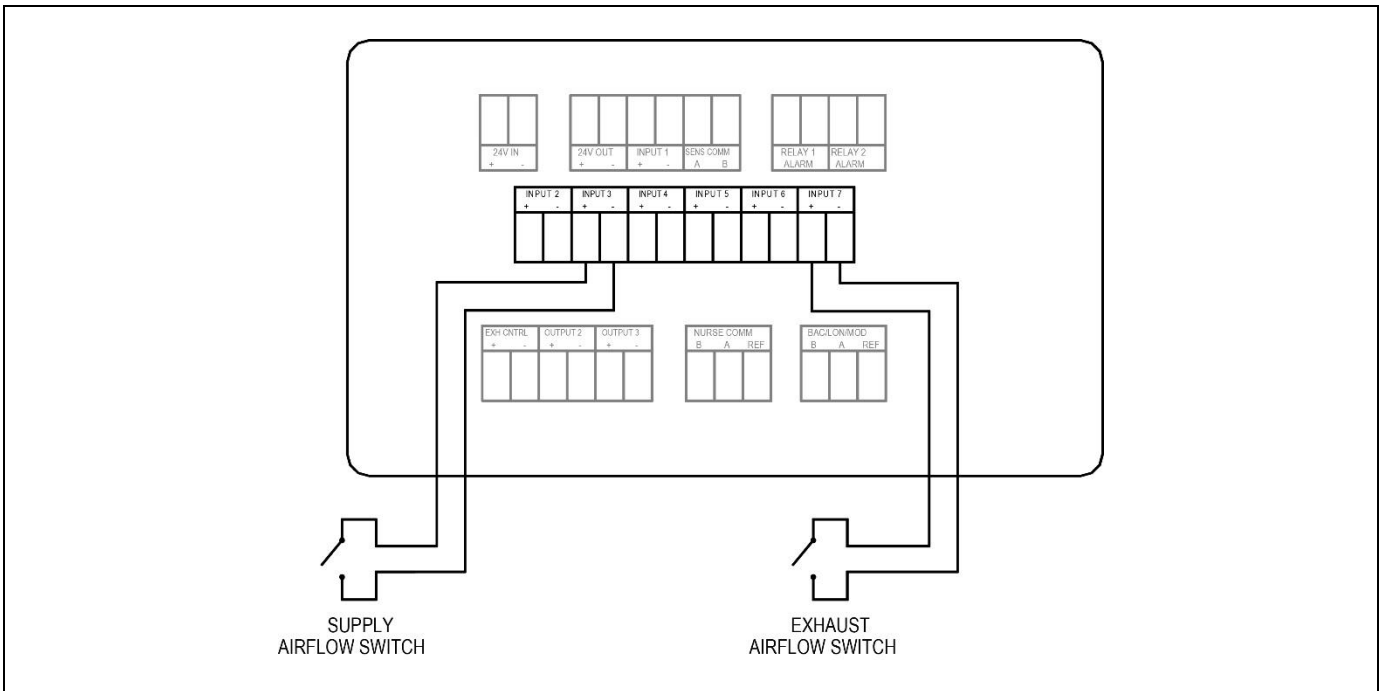 24V IN
+ -
24V OUT INPUT 1 SENS COMM
+ - + - A B
RELAY 1 RELAY 2
ALARM ALARM
INPUT 2 INPUT 3 INPUT 4 INPUT 5 INPUT 6 INPUT 7
+ - + - + - + - + - + -
EXH CNTRL OUTPUT 2 OUTPUT 3
+ - + - + -
NURSE COMM
B A REF
BAC/LON/MOD
B A REF
SUPPLY
AIRFLOW SWITCH
EXHAUST
AIRFLOW SWITCH